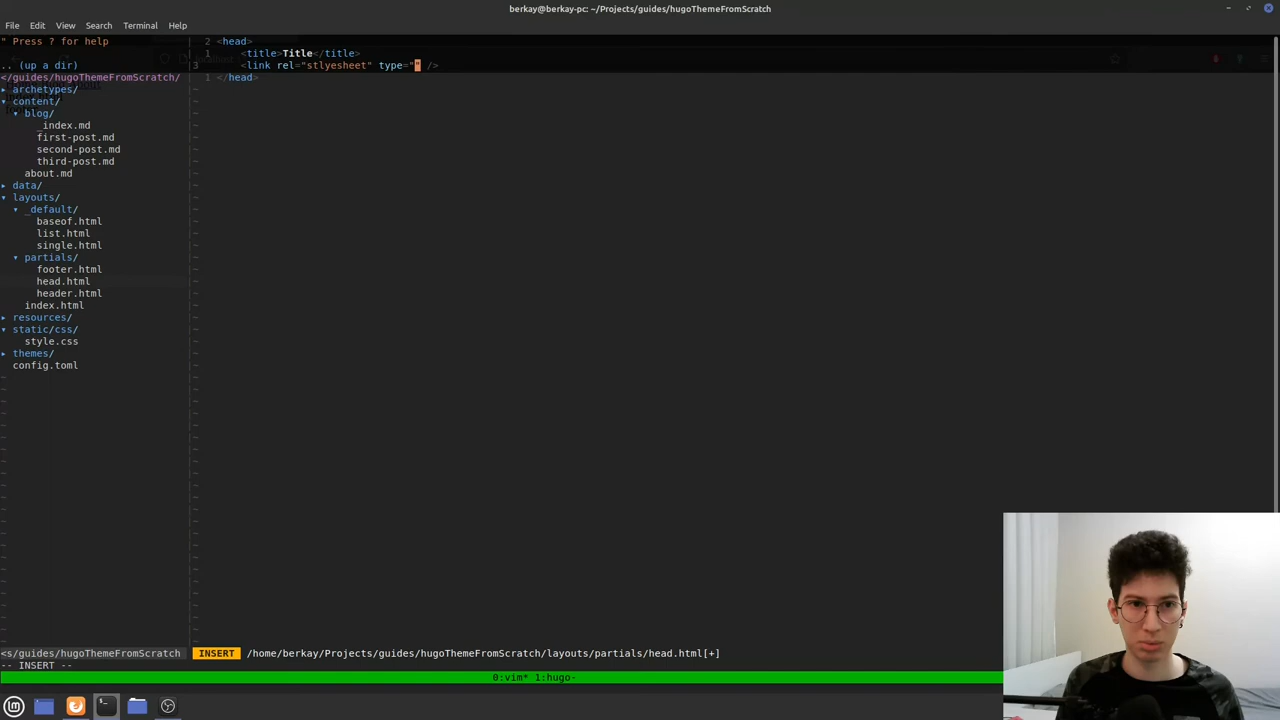 berkay@berkay-pc: ~/Projects/guides/hugoThemeFromScratch
File Edit View Search Terminal Help
" Press ? for help
.. (up a dir)
</guides/hugoThemeFromScratch/
▸ archetypes/
▾ content/
▾ blog/
_index.md
first-post.md
second-post.md
third-post.md
about.md
▸ data/
▾ layouts/
▾ _default/
baseof.html
list.html
single.html
▾ partials/
footer.html
head.html
header.html
index.html
▸ resources/
▾ static/css/
style.css
▸ themes/
config.toml
2 <head>
1 <title>Title</title>
3 <link rel="stlyesheet" type="" />
1 </head>
<s/guides/hugoThemeFromScratch INSERT /home/berkay/Projects/guides/hugoThemeFromScratch/layouts/partials/head.html[+]
-- INSERT --
0:vim* 1:hugo-